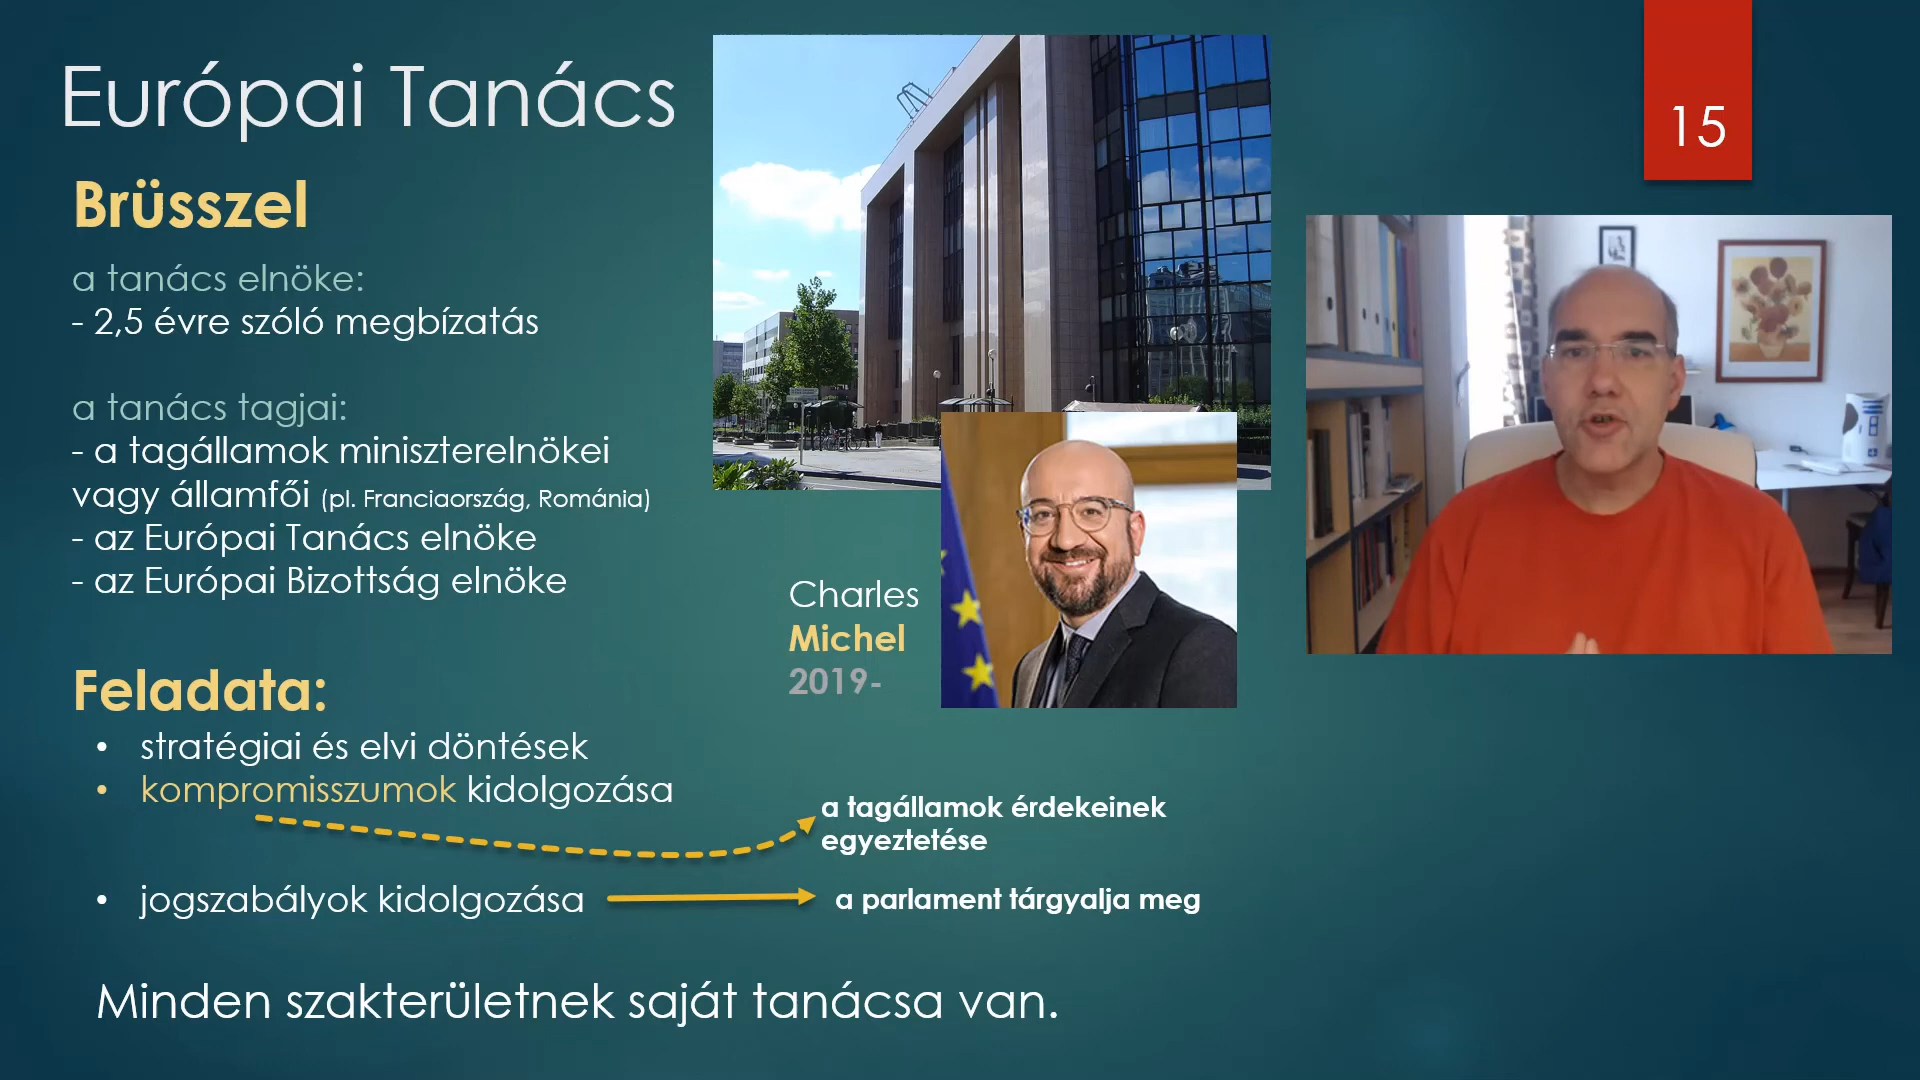 Európai Tanács
15
Brüsszel
a tanács elnöke:
- 2,5 évre szóló megbízatás
a tanács tagjai:
- a tagállamok miniszterelnökei
vagy államfői (pl. Franciaország, Románia)
- az Európai Tanács elnöke
- az Európai Bizottság elnöke
Charles
Michel
2019-
Feladata:
• stratégiai és elvi döntések
• kompromisszumok kidolgozása
a tagállamok érdekeinek
egyeztetése
• jogszabályok kidolgozása
a parlament tárgyalja meg
Minden szakterületnek saját tanácsa van.